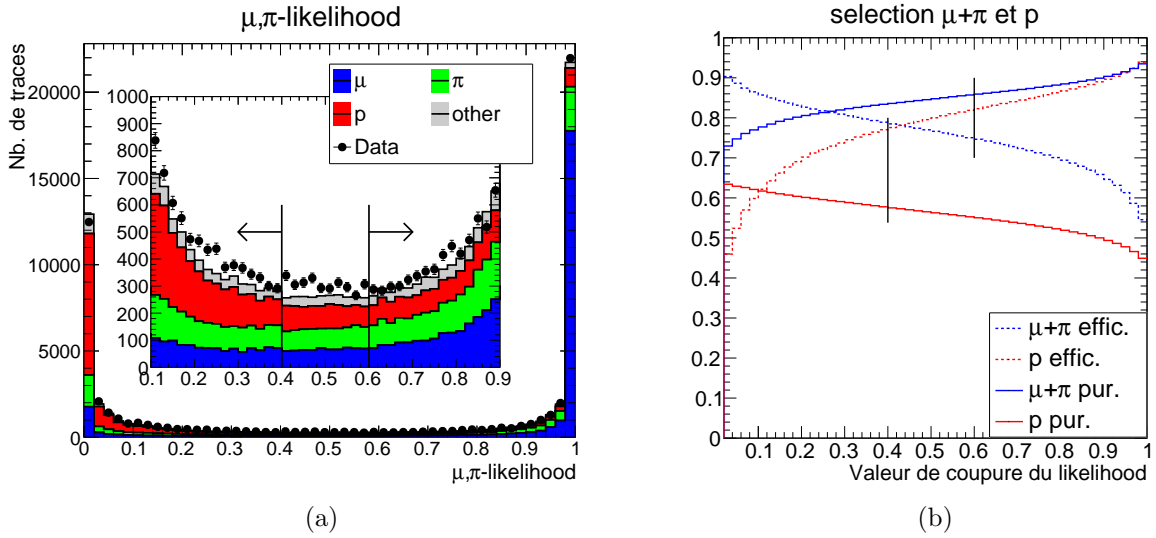 μ,π-likelihood
Nb. de traces
μ
π
p
other
Data
1000
900
800
700
600
500
400
300
200
100
0
0.1 0.2 0.3 0.4 0.5 0.6 0.7 0.8 0.9
20000
15000
10000
5000
0
0 0.1 0.2 0.3 0.4 0.5 0.6 0.7 0.8 0.9 1
μ,π-likelihood
(a)
selection μ+π et p
1
0.9
0.8
0.7
0.6
0.5
0.4
0.3
0.2
0.1
0
μ+π effic.
p effic.
μ+π pur.
p pur.
0.1 0.2 0.3 0.4 0.5 0.6 0.7 0.8 0.9 1
Valeur de coupure du likelihood
(b)